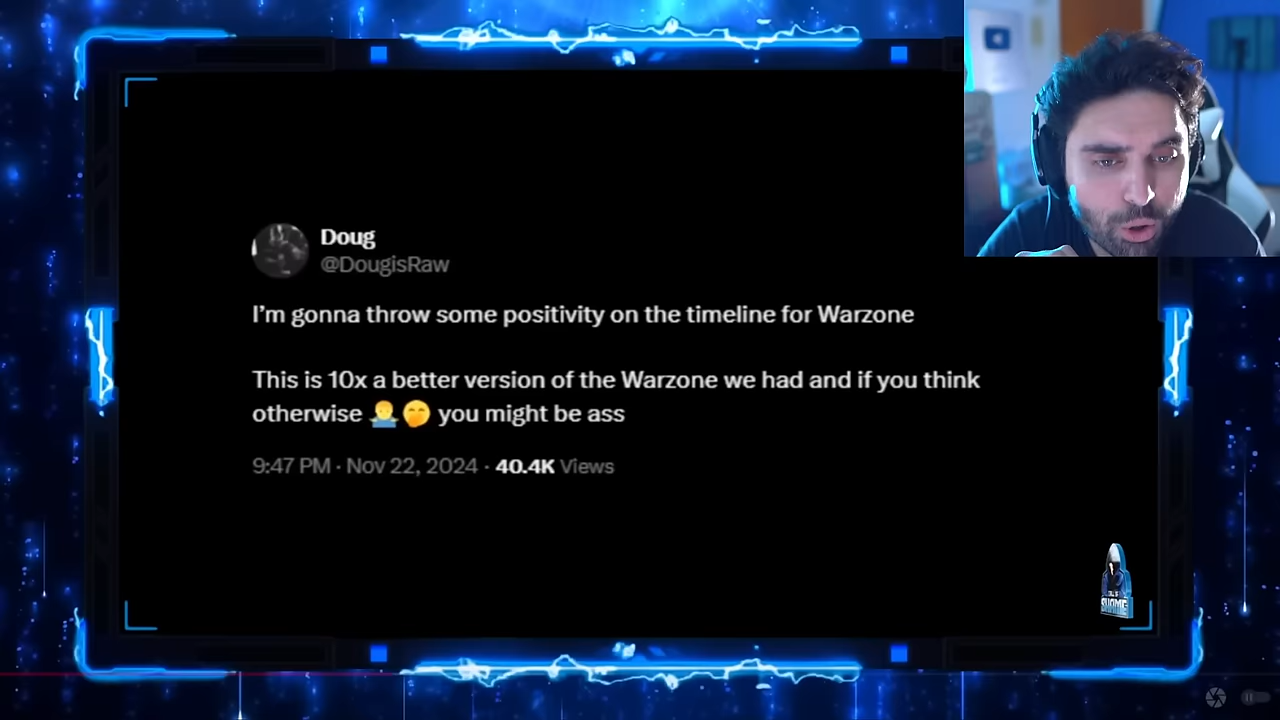 Doug
@DougisRaw
I'm gonna throw some positivity on the timeline for Warzone
This is 10x a better version of the Warzone we had and if you think
otherwise 🤷‍♂️🤭 you might be ass
9:47 PM · Nov 22, 2024 · 40.4K Views